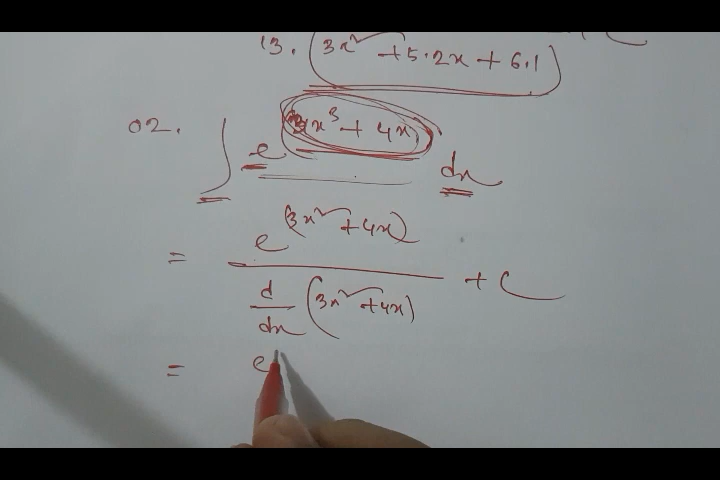 13. (3x² + 5.2x + 6.1)
02. ∫ e^(3x³ + 4x) dx
= e^(3x² + 4x) / d/dx (3x² + 4x) + C
= e